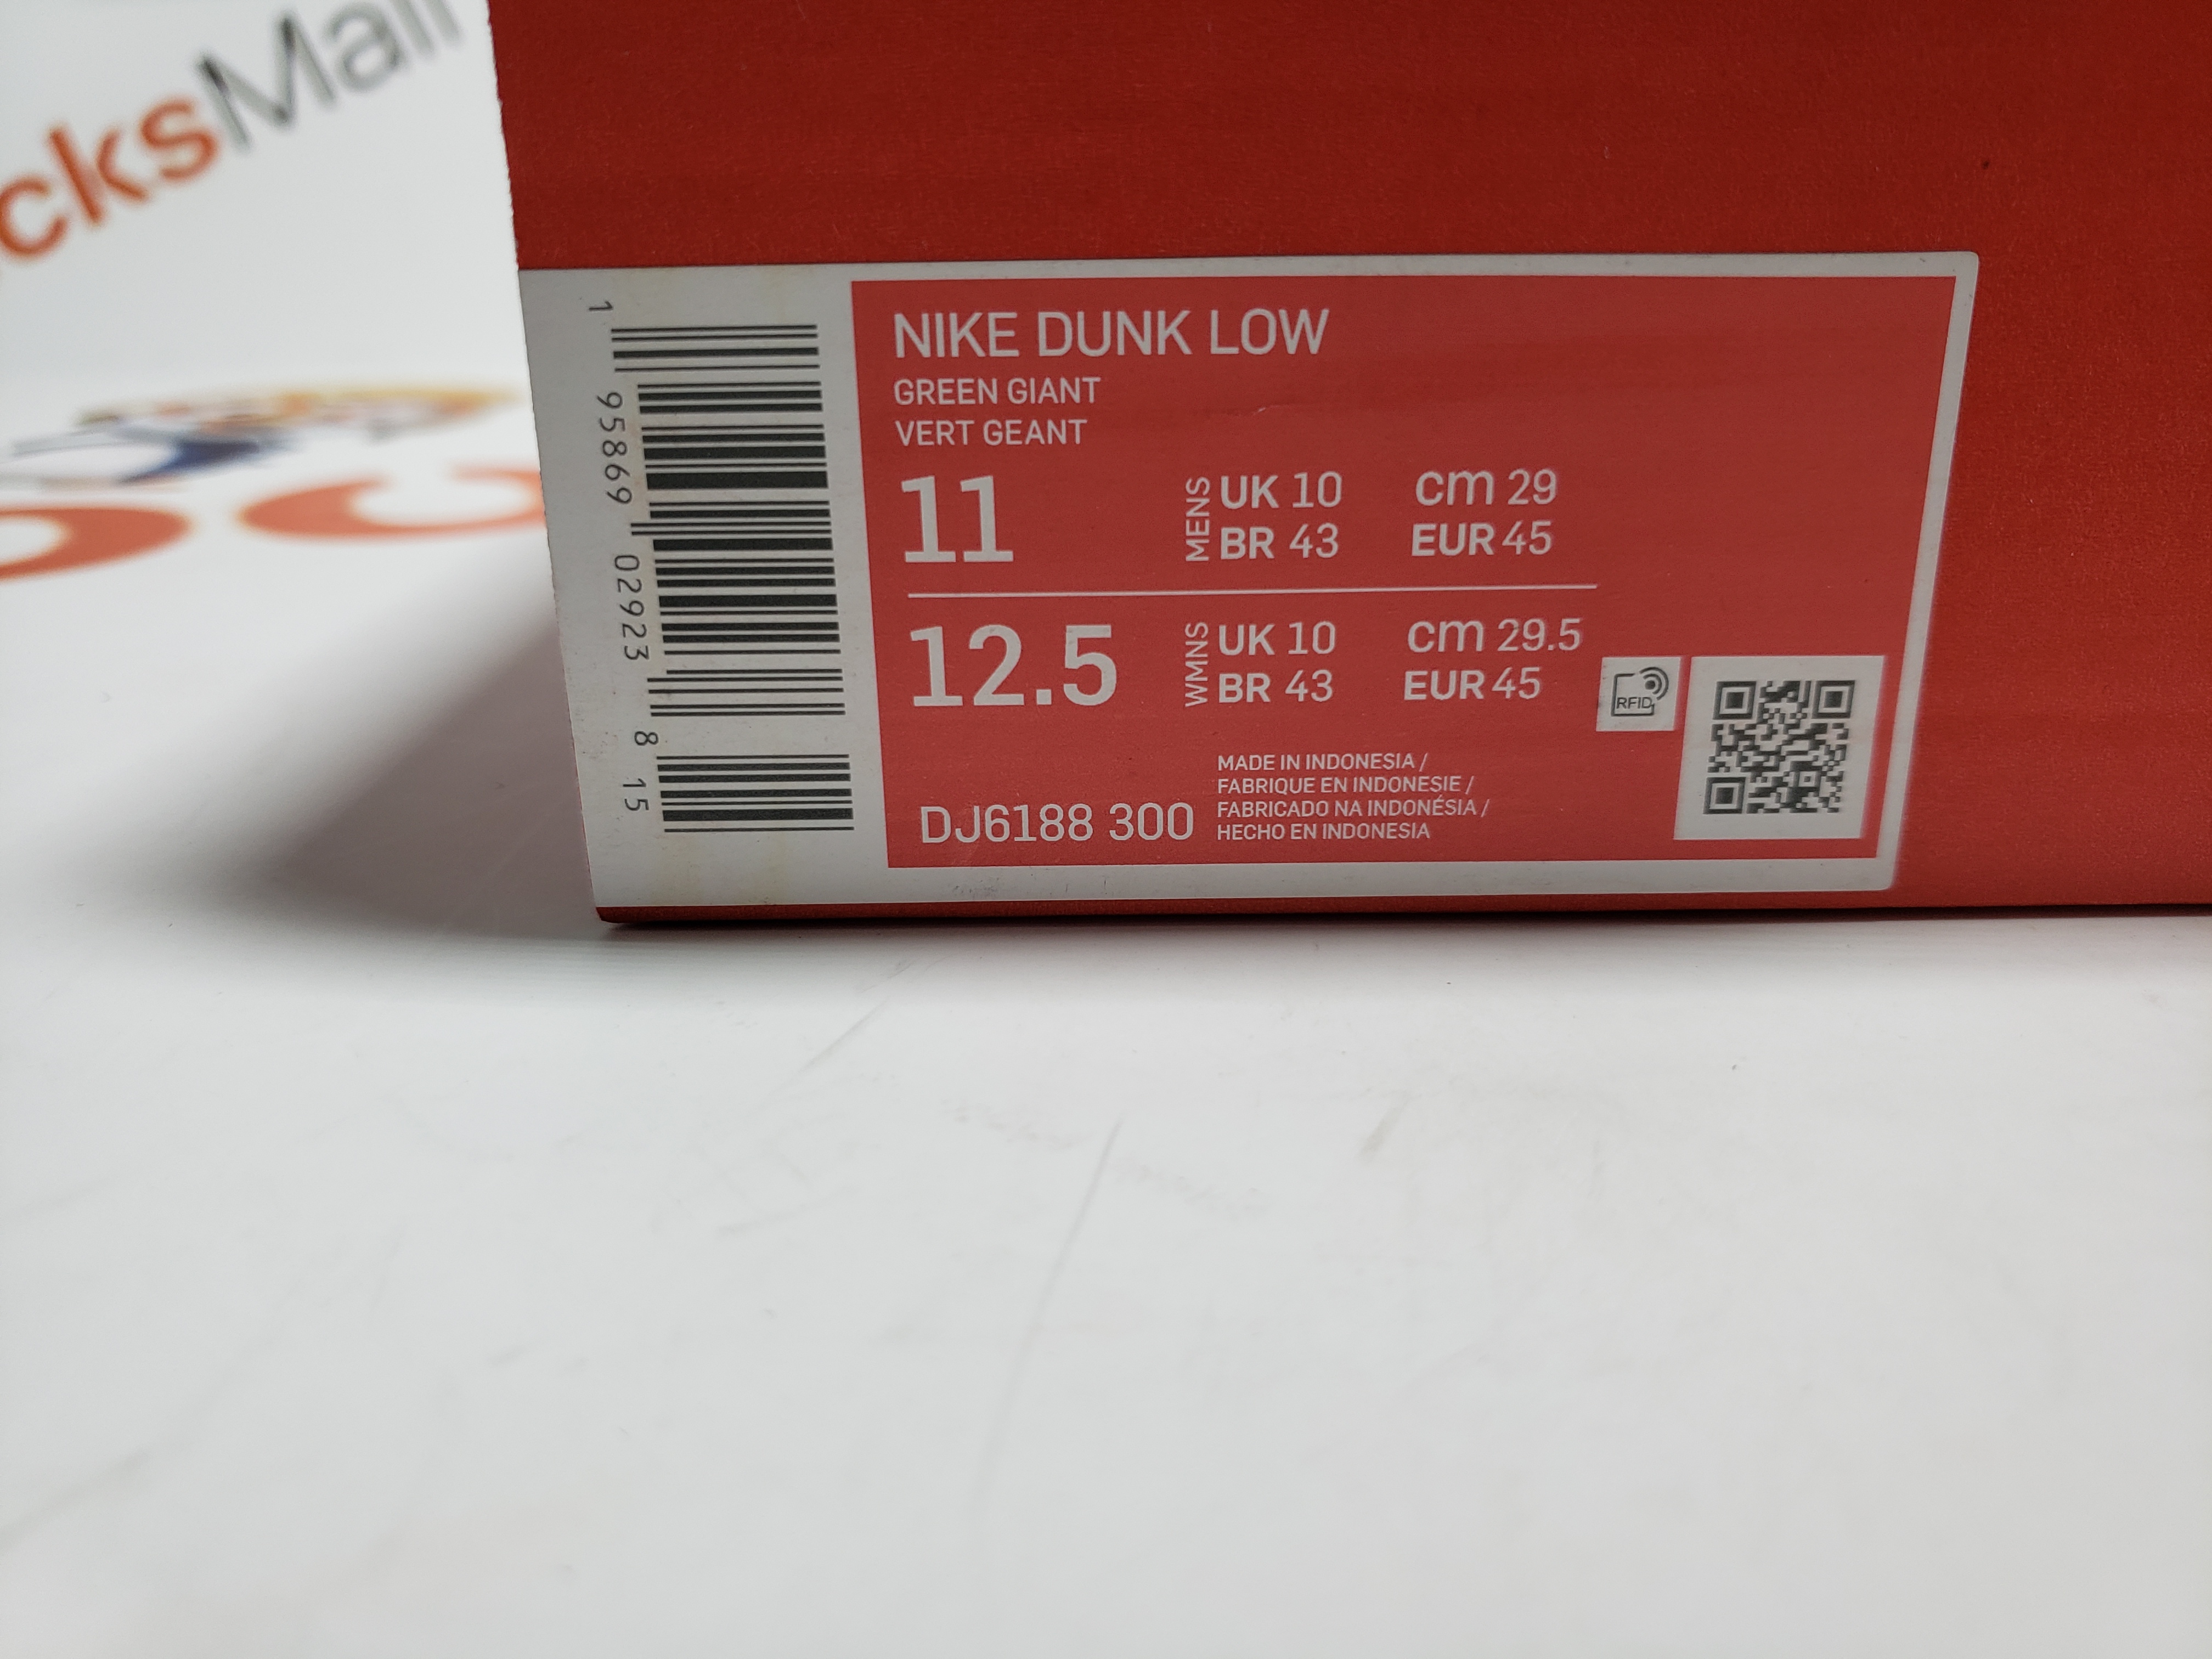 Mall
NIKE DUNK LOW
GREEN GIANT
VERT GEANT
11 MENS UK 10 cm 29
BR 43 EUR 45
12.5 WMNS UK 10 cm 29.5
BR 43 EUR 45
RFID
MADE IN INDONESIA /
FABRIQUE EN INDONESIE /
FABRICADO NA INDONÉSIA /
HECHO EN INDONESIA
DJ6188 300
1 95869 02923 8 15